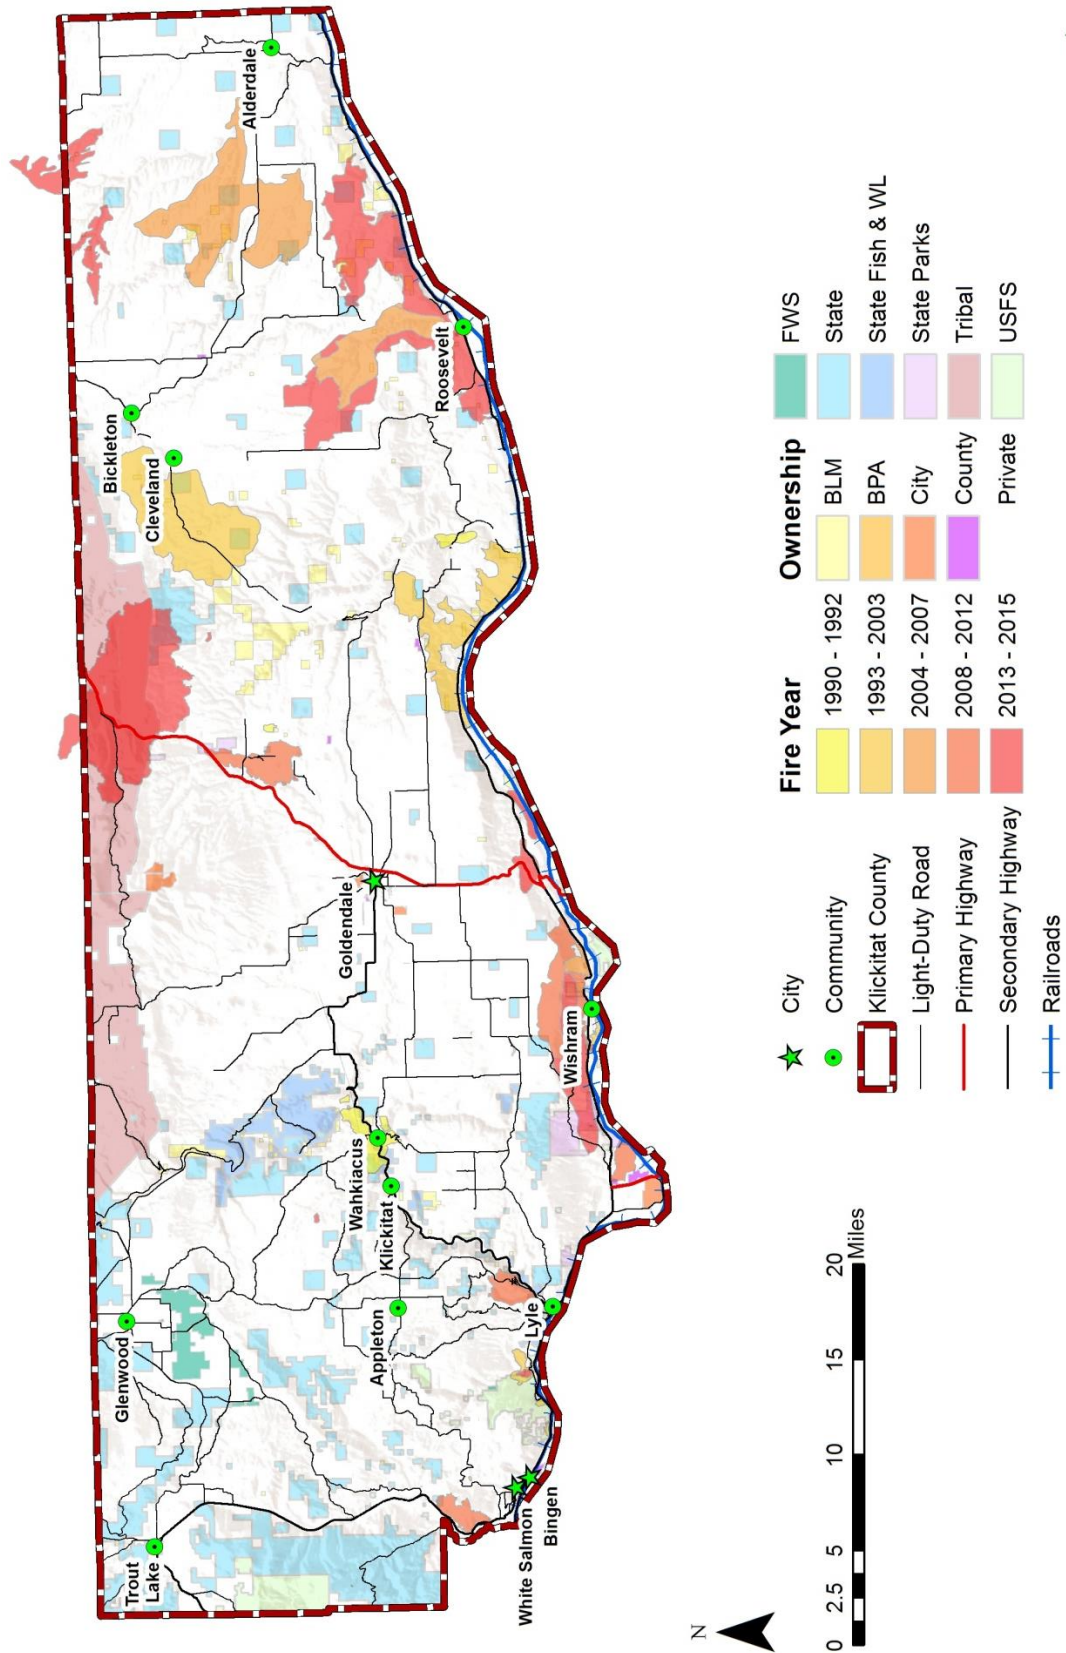 Trout
Lake
Glenwood
Bickleton
Cleveland
Alderdale
Goldendale
Wahkiacus
Klickitat
Appleton
Roosevelt
Wishram
Lyle
White Salmon
Bingen
N
0 2.5 5 10 15 20
Miles
City
Community
Klickitat County
Light-Duty Road
Primary Highway
Secondary Highway
Railroads
Fire Year
1990 - 1992
1993 - 2003
2004 - 2007
2008 - 2012
2013 - 2015
Ownership
BLM
BPA
City
County
Private
FWS
State
State Fish & WL
State Parks
Tribal
USFS